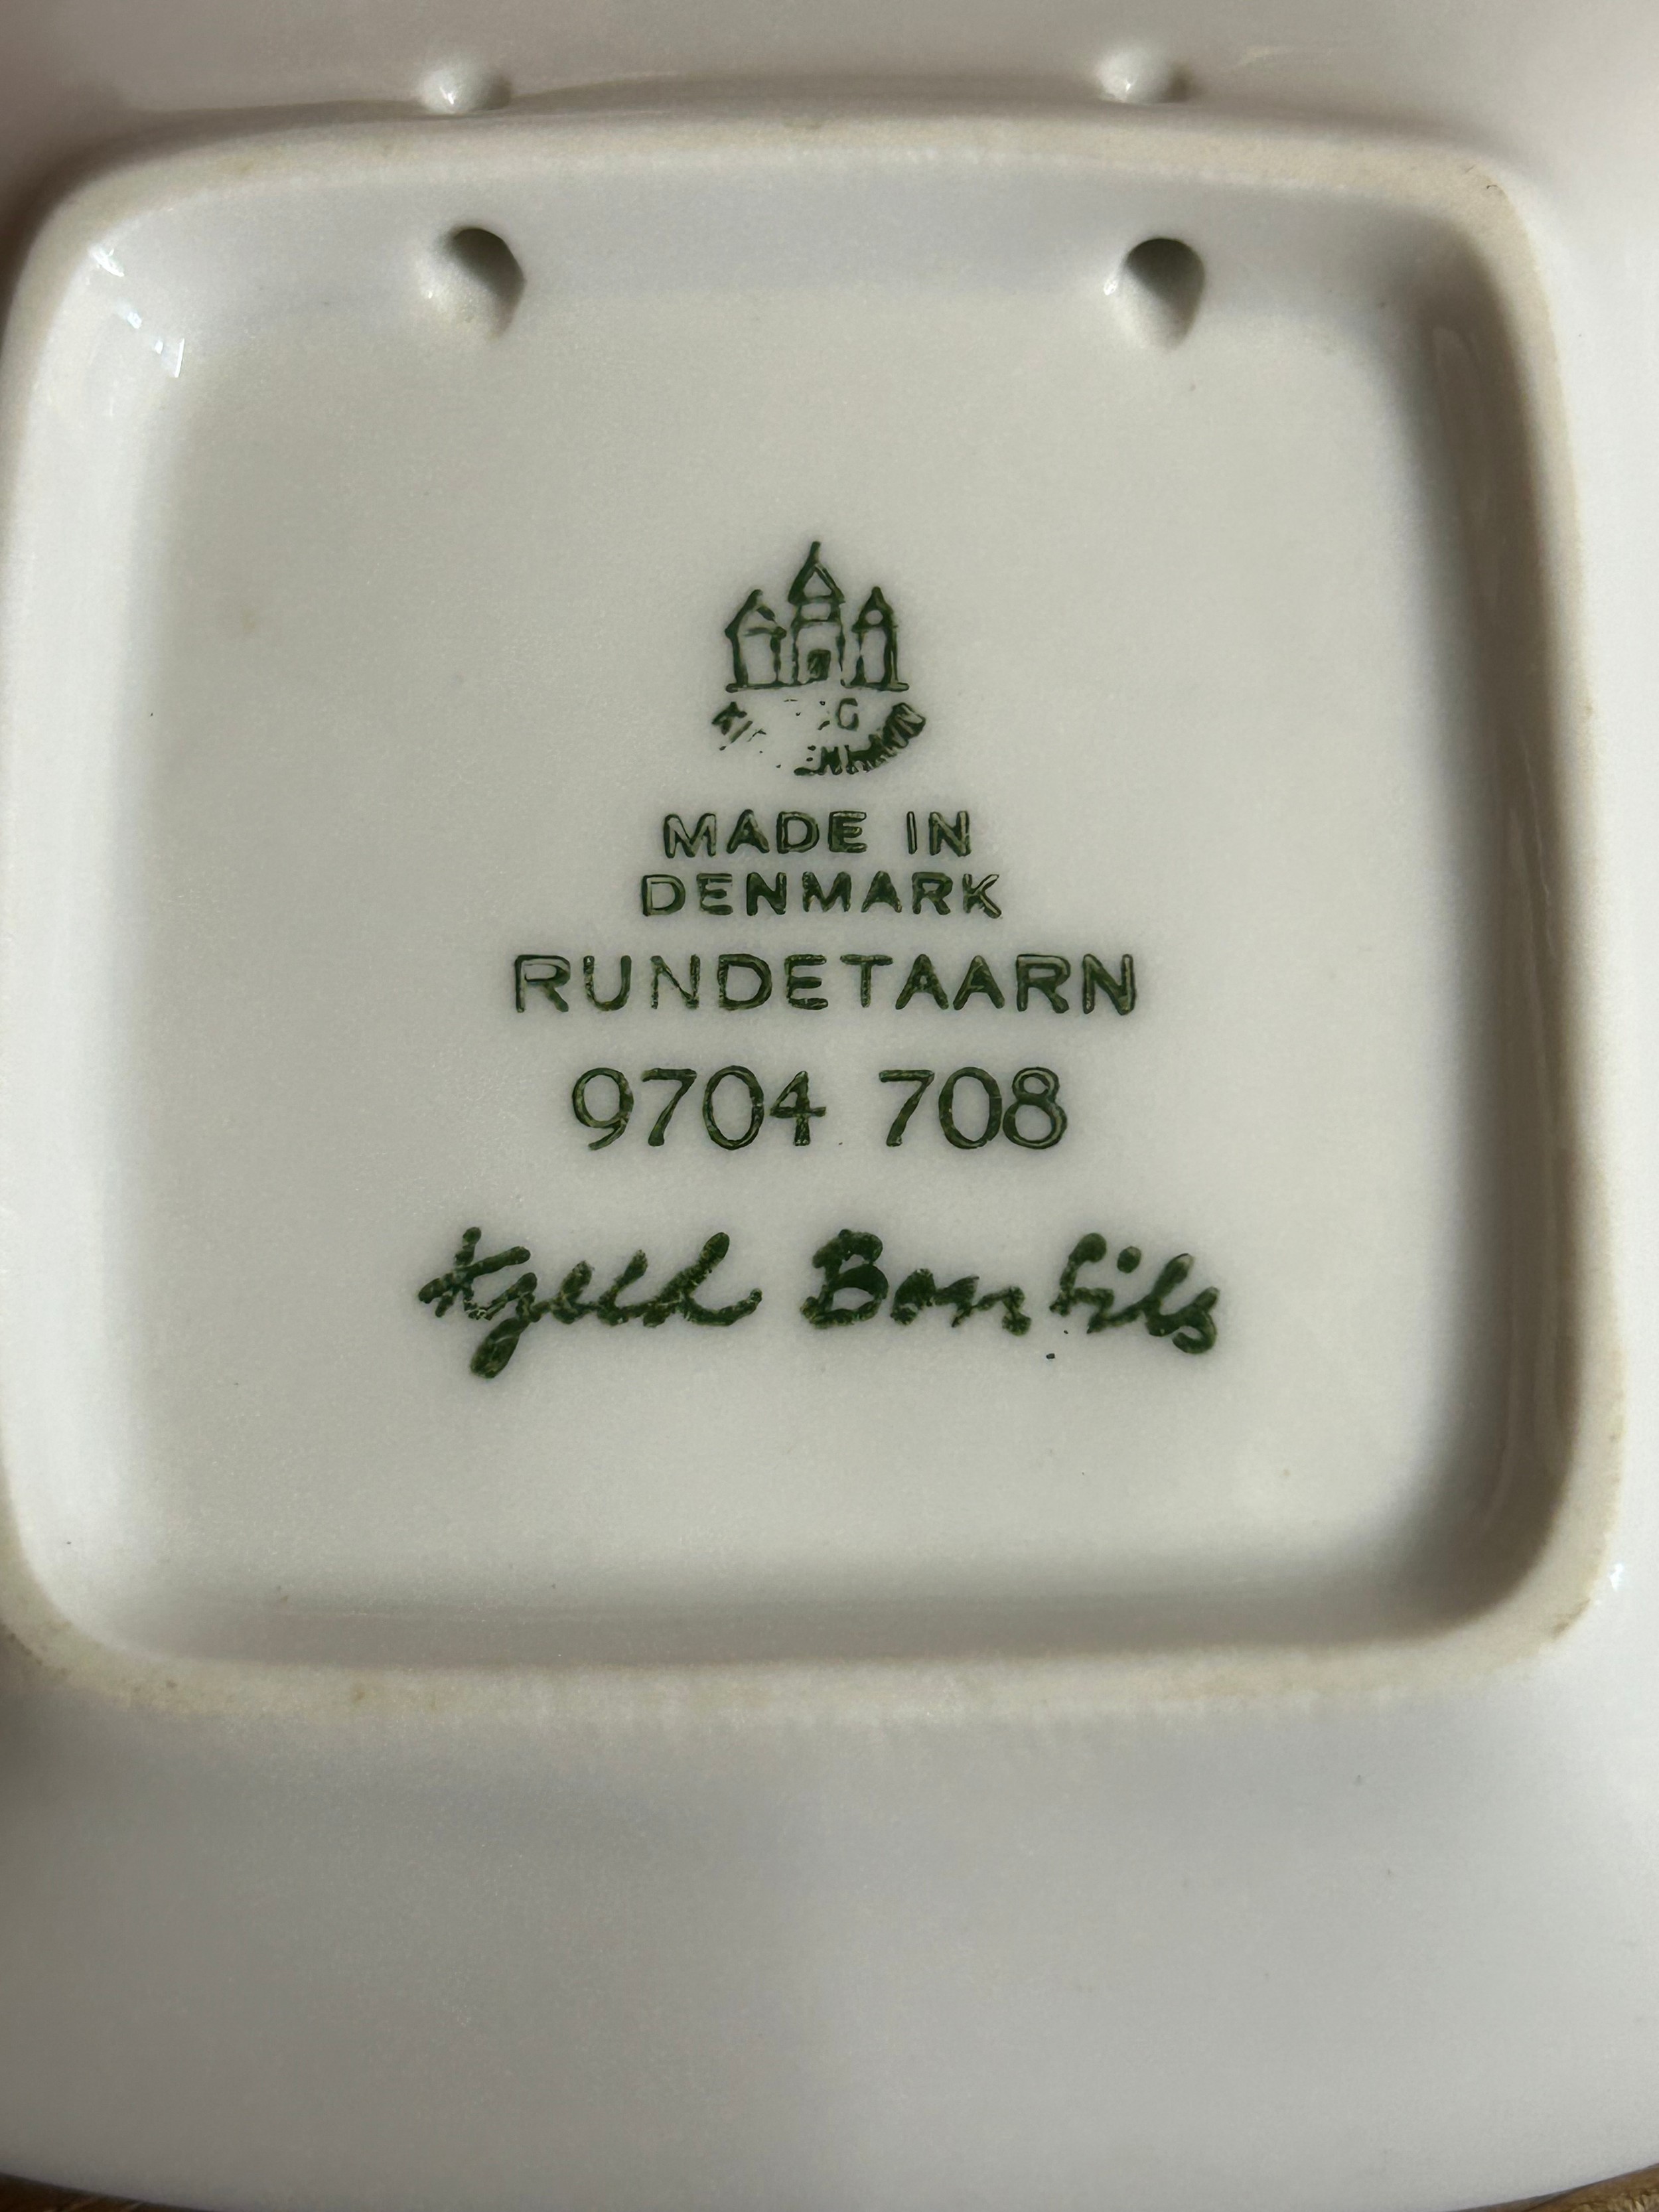 MADE IN
DENMARK
RUNDETAARN
9704 708
Kjeld Bonfils